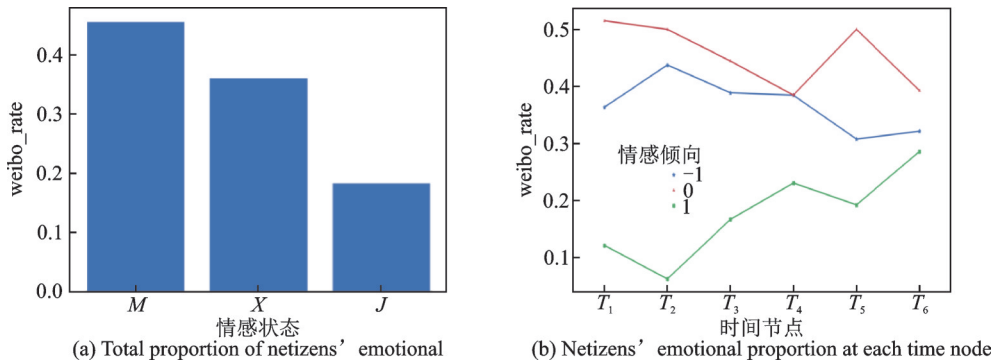 weibo_rate
0.4
0.3
0.2
0.1
0.0
M X J
情感状态
(a) Total proportion of netizens’ emotional
weibo_rate
0.5
0.4
0.3
0.2
0.1
情感倾向
−1
0
1
T1 T2 T3 T4 T5 T6
时间节点
(b) Netizens’ emotional proportion at each time node